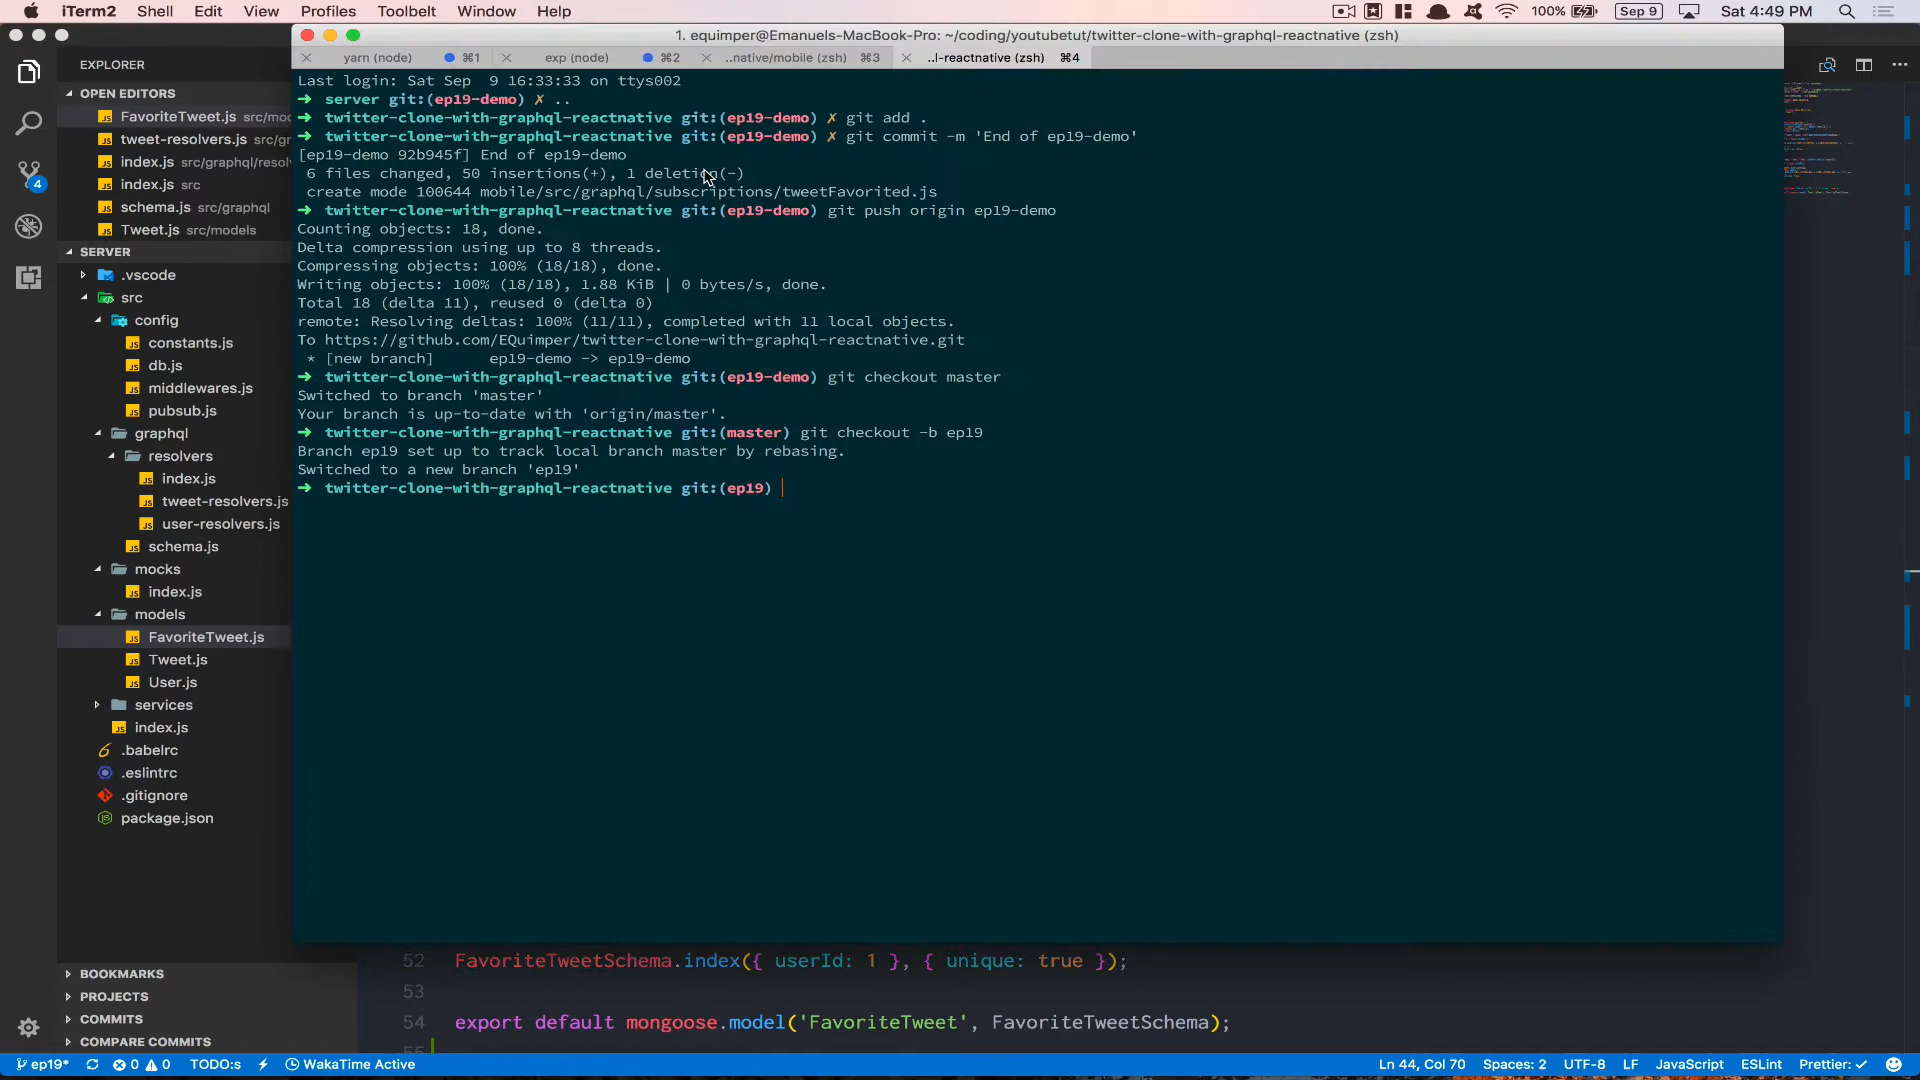 iTerm2 Shell Edit View Profiles Toolbelt Window Help
100% Sep 9 Sat 4:49 PM
1. equimper@Emanuels-MacBook-Pro: ~/coding/youtubetut/twitter-clone-with-graphql-reactnative (zsh)
yarn (node) ⌘1 exp (node) ⌘2 ..native/mobile (zsh) ⌘3 ..l-reactnative (zsh) ⌘4
EXPLORER
OPEN EDITORS
FavoriteTweet.js src/mod
tweet-resolvers.js src/gr
index.js src/graphql/resol
index.js src
schema.js src/graphql
Tweet.js src/models
SERVER
.vscode
src
config
constants.js
db.js
middlewares.js
pubsub.js
graphql
resolvers
index.js
tweet-resolvers.js
user-resolvers.js
schema.js
mocks
index.js
models
FavoriteTweet.js
Tweet.js
User.js
services
index.js
.babelrc
.eslintrc
.gitignore
package.json
BOOKMARKS
PROJECTS
COMMITS
COMPARE COMMITS
4
Last login: Sat Sep  9 16:33:33 on ttys002
➜ server git:(ep19-demo) ✗ ..
➜ twitter-clone-with-graphql-reactnative git:(ep19-demo) ✗ git add .
➜ twitter-clone-with-graphql-reactnative git:(ep19-demo) ✗ git commit -m 'End of ep19-demo'
[ep19-demo 92b945f] End of ep19-demo
6 files changed, 50 insertions(+), 1 deletion(-)
create mode 100644 mobile/src/graphql/subscriptions/tweetFavorited.js
➜ twitter-clone-with-graphql-reactnative git:(ep19-demo) git push origin ep19-demo
Counting objects: 18, done.
Delta compression using up to 8 threads.
Compressing objects: 100% (18/18), done.
Writing objects: 100% (18/18), 1.88 KiB | 0 bytes/s, done.
Total 18 (delta 11), reused 0 (delta 0)
remote: Resolving deltas: 100% (11/11), completed with 11 local objects.
To https://github.com/EQuimper/twitter-clone-with-graphql-reactnative.git
* [new branch] ep19-demo -> ep19-demo
➜ twitter-clone-with-graphql-reactnative git:(ep19-demo) git checkout master
Switched to branch 'master'
Your branch is up-to-date with 'origin/master'.
➜ twitter-clone-with-graphql-reactnative git:(master) git checkout -b ep19
Branch ep19 set up to track local branch master by rebasing.
Switched to a new branch 'ep19'
➜ twitter-clone-with-graphql-reactnative git:(ep19)
52 FavoriteTweetSchema.index({ userId: 1 }, { unique: true });
53
54 export default mongoose.model('FavoriteTweet', FavoriteTweetSchema);
55
ep19* 0 0 TODO:s WakaTime Active Ln 44, Col 70 Spaces: 2 UTF-8 LF JavaScript ESLint Prettier: ✓